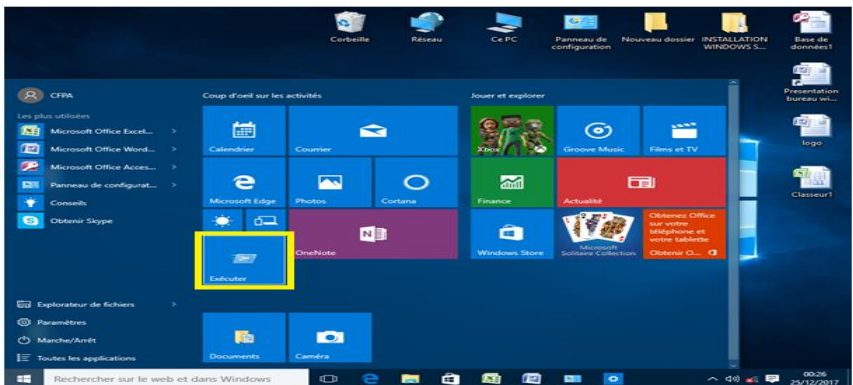 Corbeille
Réseau
Ce PC
Panneau de configuration
Nouveau dossier
INSTALLATION WINDOWS S...
Base de données1
Presentation bureau wi...
logo
Classeur1
CFPA
Les plus utilisées
Microsoft Office Excel...
Microsoft Office Word...
Microsoft Office Acces...
Panneau de configurat...
Conseils
Obtenir Skype
Explorateur de fichiers
Paramètres
Marche/Arrêt
Toutes les applications
Coup d'oeil sur les activités
Calendrier
Courrier
Microsoft Edge
Photos
Cortana
OneNote
Exécuter
Documents
Caméra
Jouer et explorer
Xbox
Groove Music
Films et TV
Finance
Actualité
Windows Store
Microsoft
Solitaire Collection
Obtenez Office
sur votre
téléphone et
votre tablette
Obtenir O...
Rechercher sur le web et dans Windows
00:26
25/12/2017